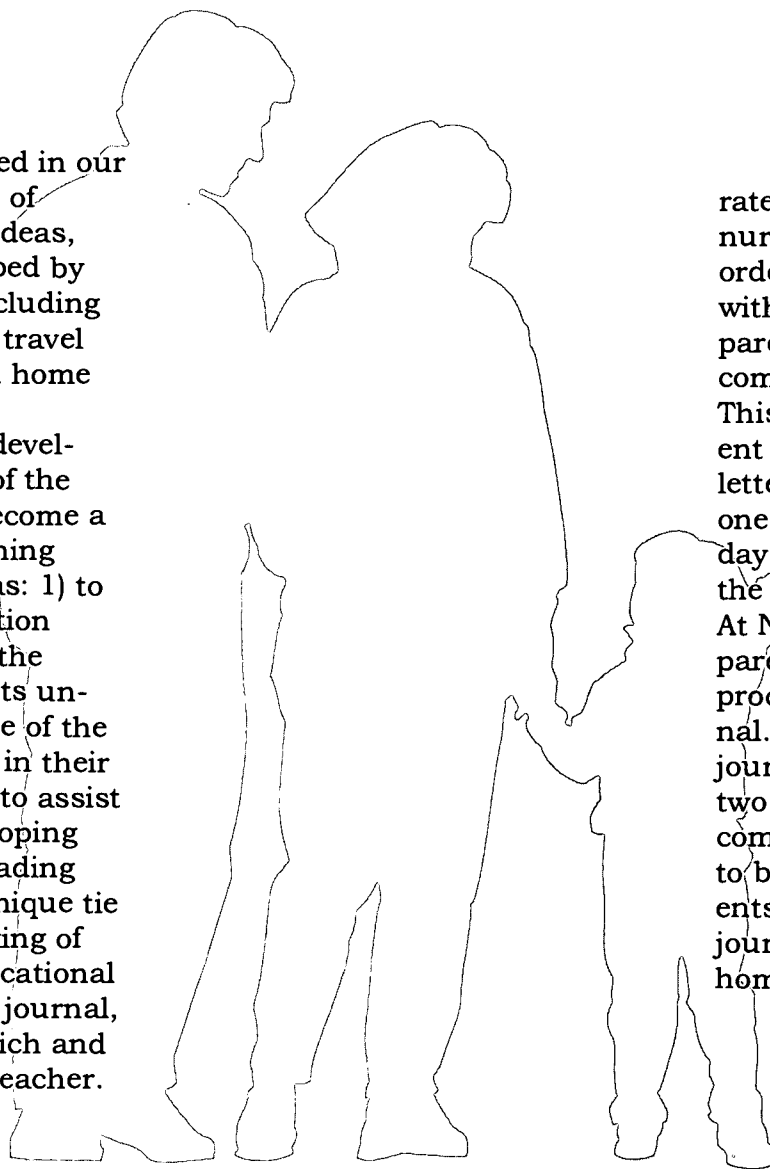 ed in our
of
deas,
ped by
cluding
travel
home
devel-
of the
ecome a
ning
as: 1) to
tion
the
ts un-
e of the
in their
to assist
oping
ading
nique tie
ing of
cational
journal,
ich and
eacher.
rate
nur
orde
with
pare
com
This
ent
lette
one
day
the
At N
pare
proc
nal.
jour
two
com
to b
ents
jour
hom